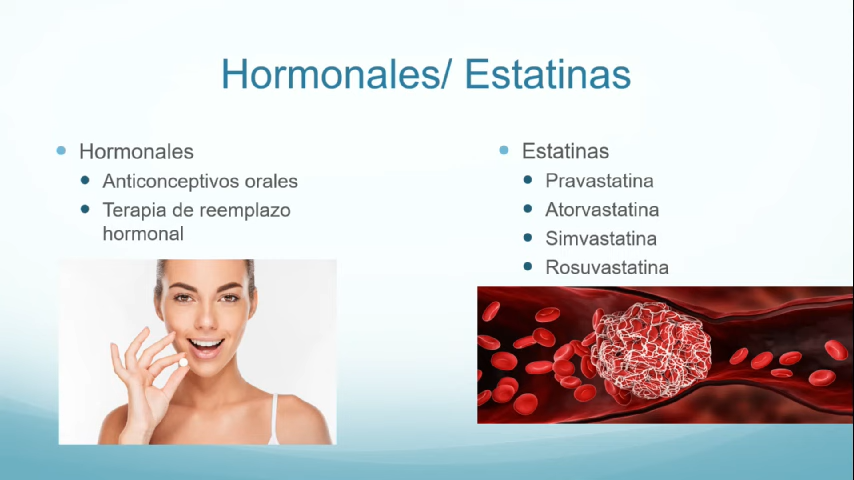 Hormonales/ Estatinas
Hormonales
Anticonceptivos orales
Terapia de reemplazo
hormonal
Estatinas
Pravastatina
Atorvastatina
Simvastatina
Rosuvastatina